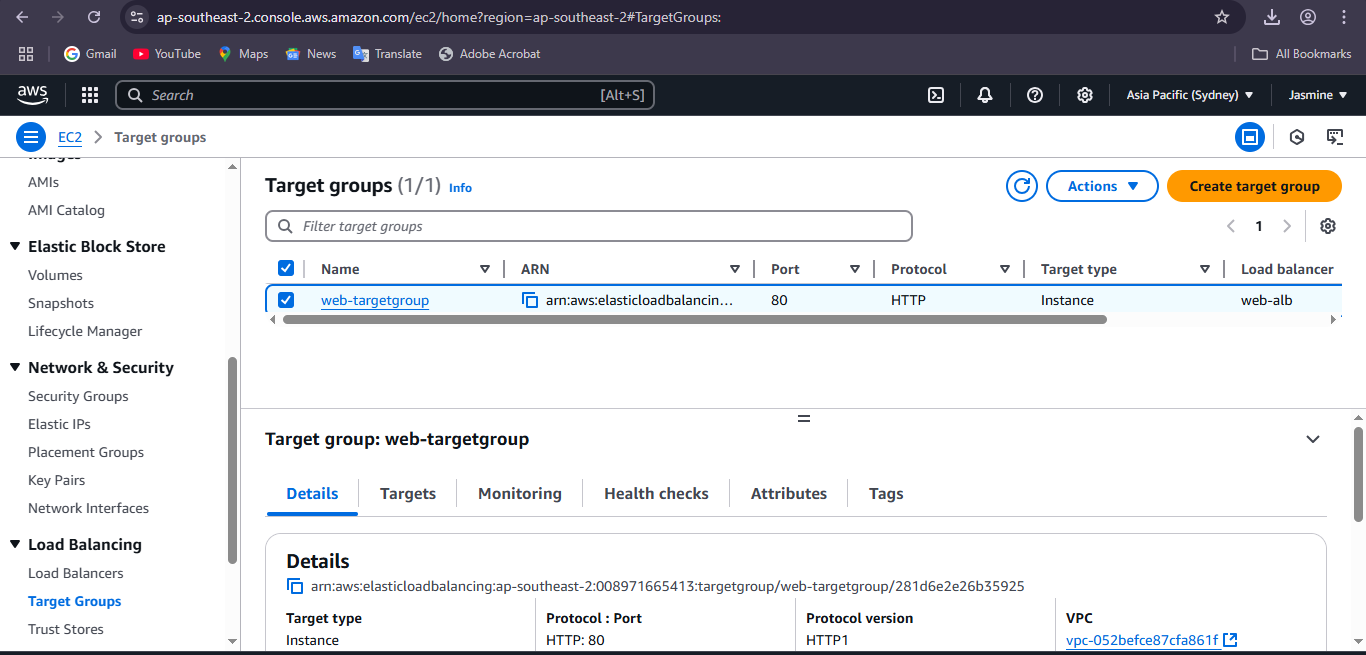 ap-southeast-2.console.aws.amazon.com/ec2/home?region=ap-southeast-2#TargetGroups:
Gmail YouTube Maps News Translate Adobe Acrobat All Bookmarks
aws Search [Alt+S] Asia Pacific (Sydney) Jasmine
EC2 Target groups
Images
AMIs
AMI Catalog
Elastic Block Store
Volumes
Snapshots
Lifecycle Manager
Network & Security
Security Groups
Elastic IPs
Placement Groups
Key Pairs
Network Interfaces
Load Balancing
Load Balancers
Target Groups
Trust Stores
Target groups (1/1) Info Actions Create target group
Filter target groups 1
Name ARN Port Protocol Target type Load balancer
web-targetgroup arn:aws:elasticloadbalancin... 80 HTTP Instance web-alb
Target group: web-targetgroup
Details Targets Monitoring Health checks Attributes Tags
Details
arn:aws:elasticloadbalancing:ap-southeast-2:008971665413:targetgroup/web-targetgroup/281d6e2e26b35925
Target type Protocol : Port Protocol version VPC
Instance HTTP: 80 HTTP1 vpc-052befce87cfa861f